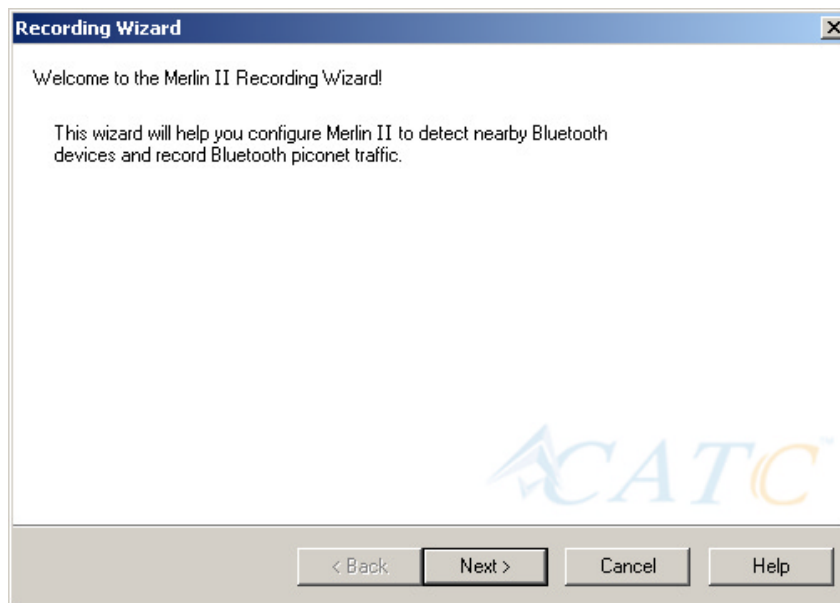 Recording Wizard
Welcome to the Merlin II Recording Wizard!
This wizard will help you configure Merlin II to detect nearby Bluetooth
devices and record Bluetooth piconet traffic.
CATC™
< Back
Next >
Cancel
Help